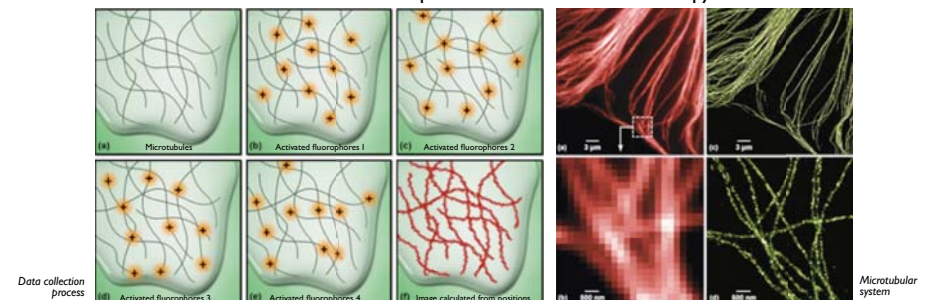 (a)
Microtubules
(b)
Activated fluorophores 1
(c)
Activated fluorophores 2
(a)
3 µm
(c)
3 µm
Data collection
process
(d)
Activated fluorophores 3
(e)
Activated fluorophores 4
(f)
Image calculated from positions
(b)
500 nm
(d)
500 nm
Microtubular
system